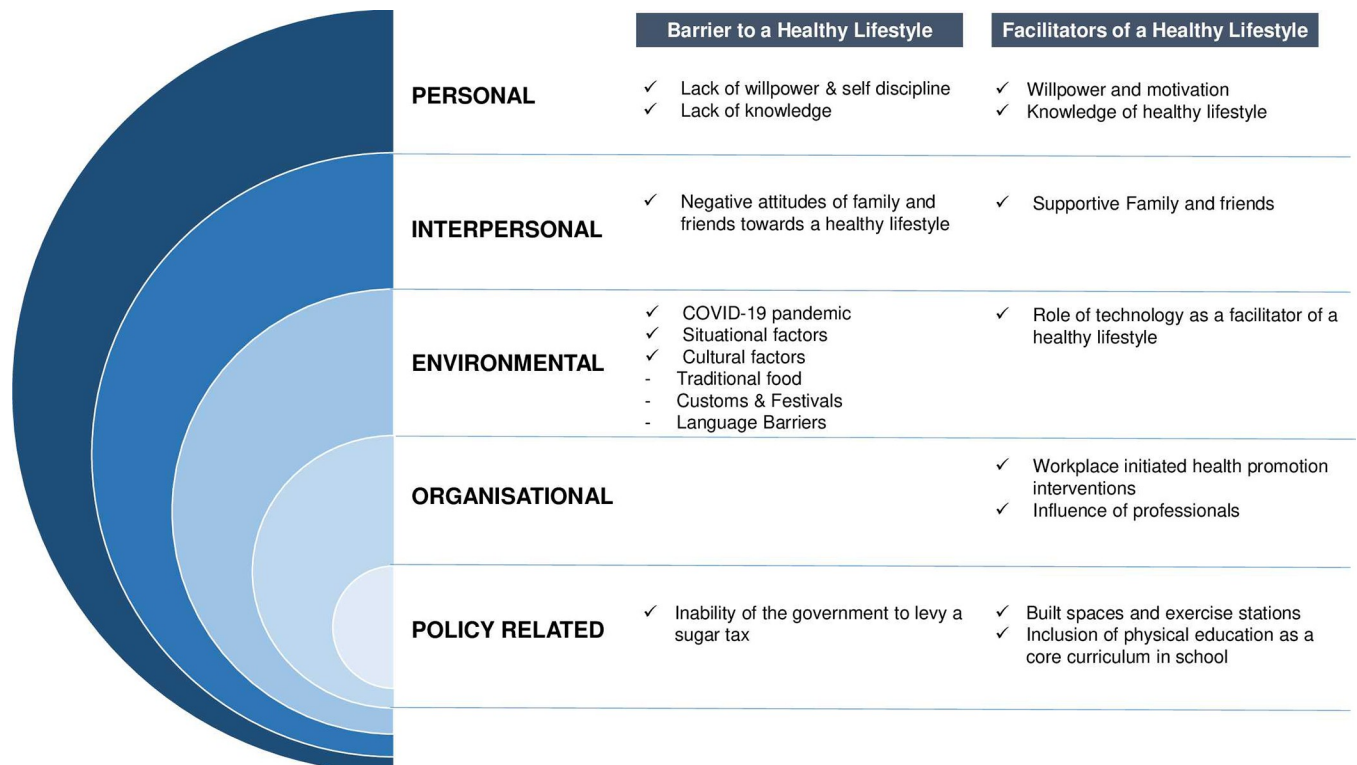 Barrier to a Healthy Lifestyle
Facilitators of a Healthy Lifestyle
PERSONAL
✓ Lack of willpower & self discipline
✓ Lack of knowledge
✓ Willpower and motivation
✓ Knowledge of healthy lifestyle
INTERPERSONAL
✓ Negative attitudes of family and
friends towards a healthy lifestyle
✓ Supportive Family and friends
ENVIRONMENTAL
✓ COVID-19 pandemic
✓ Situational factors
✓ Cultural factors
- Traditional food
- Customs & Festivals
- Language Barriers
✓ Role of technology as a facilitator of a
healthy lifestyle
ORGANISATIONAL
✓ Workplace initiated health promotion
interventions
✓ Influence of professionals
POLICY RELATED
✓ Inability of the government to levy a
sugar tax
✓ Built spaces and exercise stations
✓ Inclusion of physical education as a
core curriculum in school